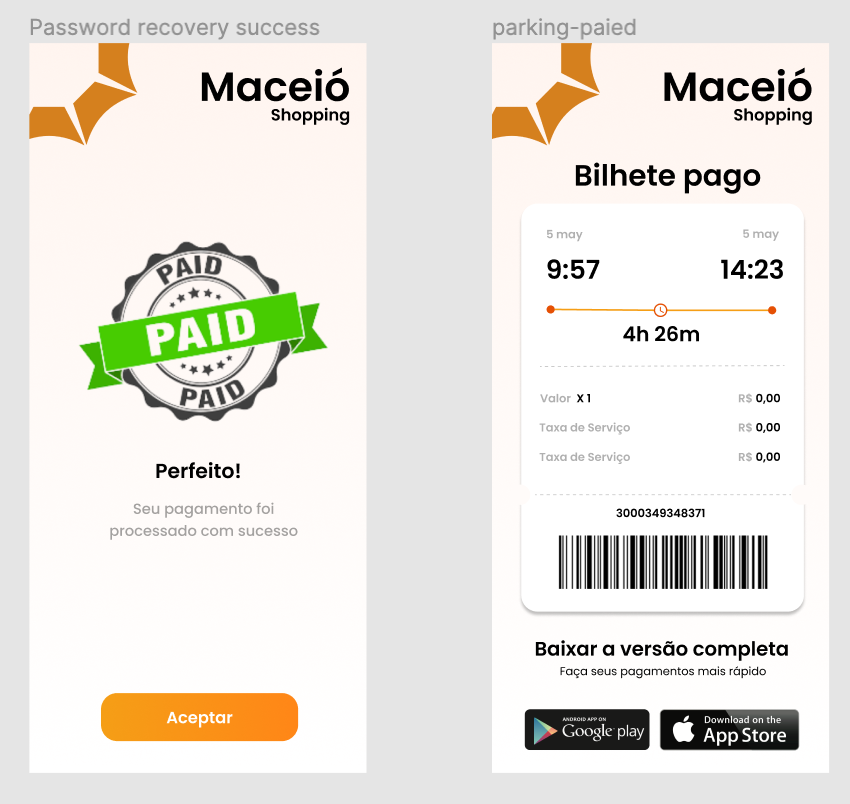 Password recovery success
Maceió
Shopping
PAID
PAID
PAID
Perfeito!
Seu pagamento foi
processado com sucesso
Aceptar
parking-paied
Maceió
Shopping
Bilhete pago
5 may 5 may
9:57 14:23
4h 26m
Valor X 1 R$ 0,00
Taxa de Serviço R$ 0,00
Taxa de Serviço R$ 0,00
3000349348371
Baixar a versão completa
Faça seus pagamentos mais rápido
ANDROID APP ON
Google play
Download on the
App Store